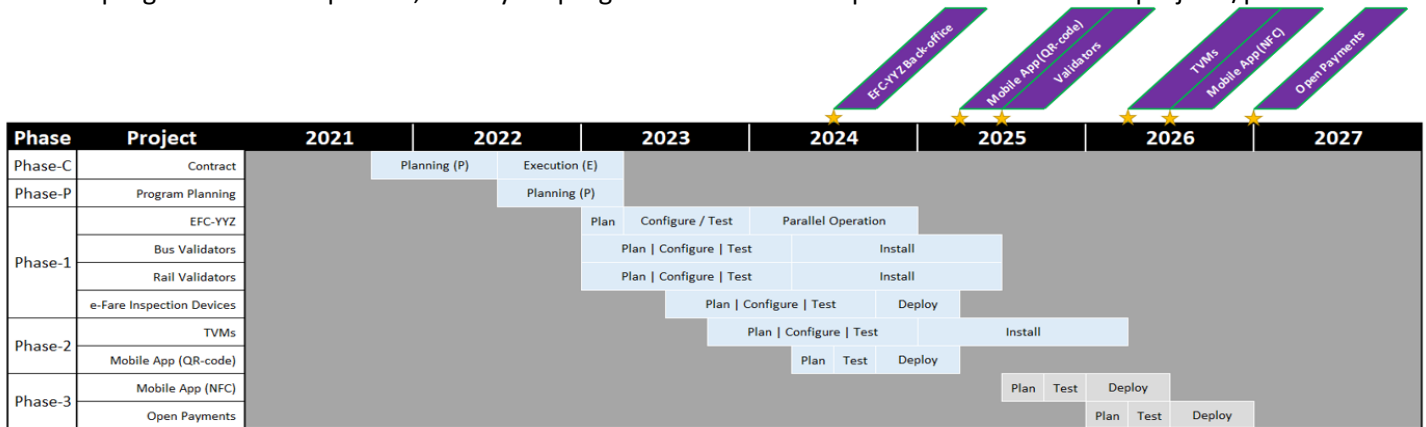 EFC-YYZ Back-office
Mobile App(QR-code)
Validators
TVMs
Mobile App(NFC)
Open Payments
Phase Project 2021 2022 2023 2024 2025 2026 2027
Phase-C Contract Planning (P) Execution (E)
Phase-P Program Planning Planning (P)
Phase-1
EFC-YYZ Plan Configure / Test Parallel Operation
Bus Validators Plan | Configure | Test Install
Rail Validators Plan | Configure | Test Install
e-Fare Inspection Devices Plan | Configure | Test Deploy
Phase-2
TVMs Plan | Configure | Test Install
Mobile App (QR-code) Plan Test Deploy
Phase-3
Mobile App (NFC) Plan Test Deploy
Open Payments Plan Test Deploy